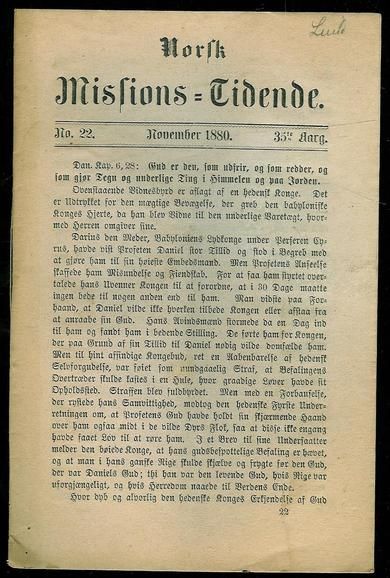 Norsk
Missions-Tidende.
No. 22. November 1880. 35te Aarg.
Dan. Kap. 6, 28: Gud er den, som udfrir, og som redder, og
som gjør Tegn og underlige Ting i Himmelen og paa Jorden.
Ovenstaaende Vidnesbyrd er aflagt af en hedensk Konge. Det
er Udtrykket for den mægtige Bevægelse, der greb den babyloniske
Konges Hjerte, da han blev Vidne til den underlige Varetægt, hvor-
med Herren omgiver sine.
Darius den Meder, Babyloniens Lydkonge under Perseren Cy-
rus, havde vist Profeten Daniel stor Tillid og stod i Begreb med
at gjøre ham til sin høieste Embedsmand. Men Profetens Anseelse
skaffede ham Misundelse og Fiendskab. For at faa ham styrtet over-
talede hans Uvenner Kongen til at forordne, at i 30 Dage maatte
ingen bede til nogen anden end til ham. Man vidste paa For-
haand, at Daniel vilde ikke hverken tilbede Kongen eller afstaa fra
at anraabe sin Gud. Hans Avindsmænd stormede da en Dag ind
til ham og fandt ham i bedende Stilling. De førte ham for Kongen,
der paa Grund af sin Tillid til Daniel nødig vilde domfælde ham.
Men til hint affindige Kongebud, ret en Aabenbarelse af hedensk
Selvforgudelse, var føiet som uundgaaelig Straf, at Befalingens
Overtræder skulde kastes i en Hule, hvor graadige Løver havde sit
Opholdssted. Straffen blev fuldbyrdet. Men med en Forbauselse,
der rystede hans Samvittighed, modtog den hedenske Fyrste Under-
retningen om, at Profetens Gud havde holdt sin skjærmende Haand
over ham ogsaa midt i de vilde Dyrs Flok, saa at disse ikke engang
havde faaet Lov til at røre ham. I et Brev til sine Undersaatter
melder den høiede Konge, at hans gudsbespottelige Befaling er hævet,
og at man i hans ganske Rige skulde skjælve og frygte for den Gud,
der var Daniels Gud; thi han var den levende Gud, hvis Rige var
uforgjængeligt, og hvis Herredom naaede til Verdens Ende.
Hvor dyb og alvorlig den hedenske Konges Erkjendelse af Gud
22